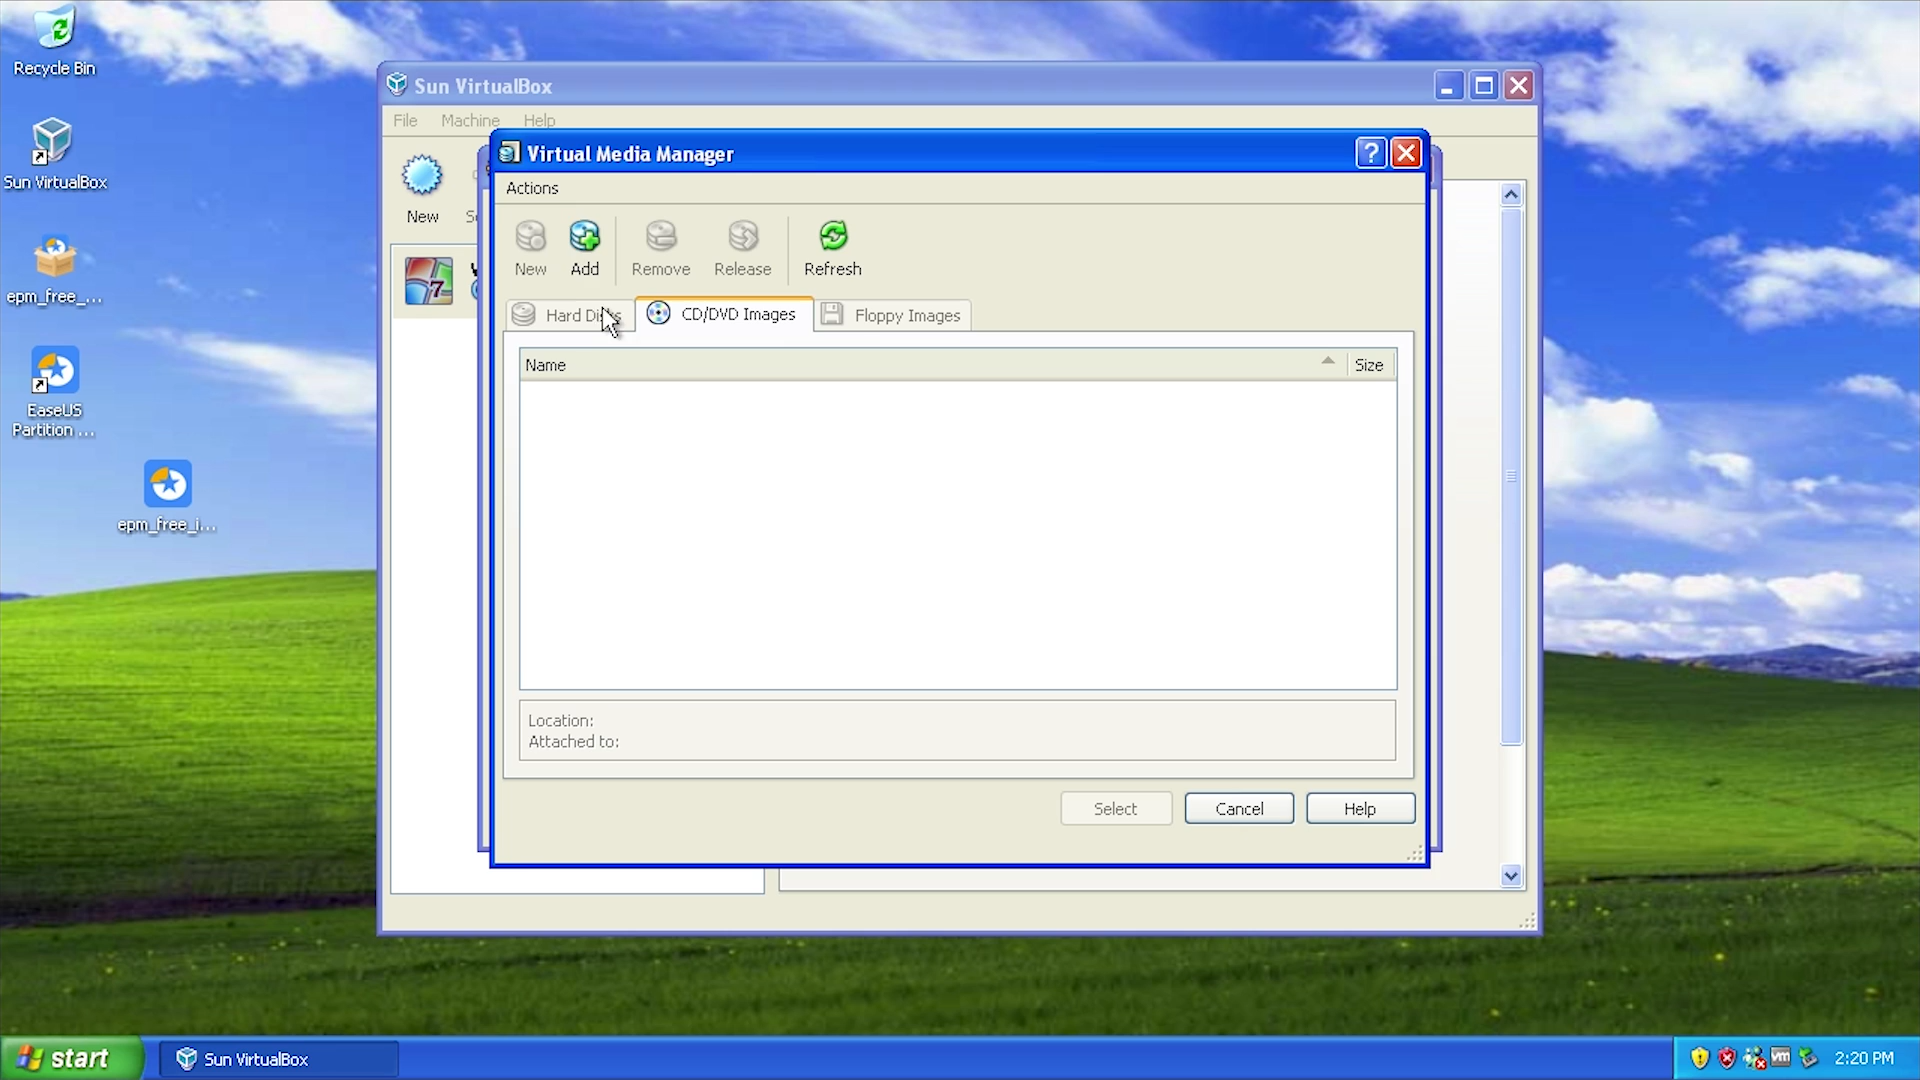 Recycle Bin
Sun VirtualBox
epm_free_...
EaseUS
Partition ...
epm_free_i...
Sun VirtualBox
File Machine Help
New
Virtual Media Manager
Actions
New Add Remove Release Refresh
Hard Disks CD/DVD Images Floppy Images
Name Size
Location:
Attached to:
Select Cancel Help
start
Sun VirtualBox
2:20 PM